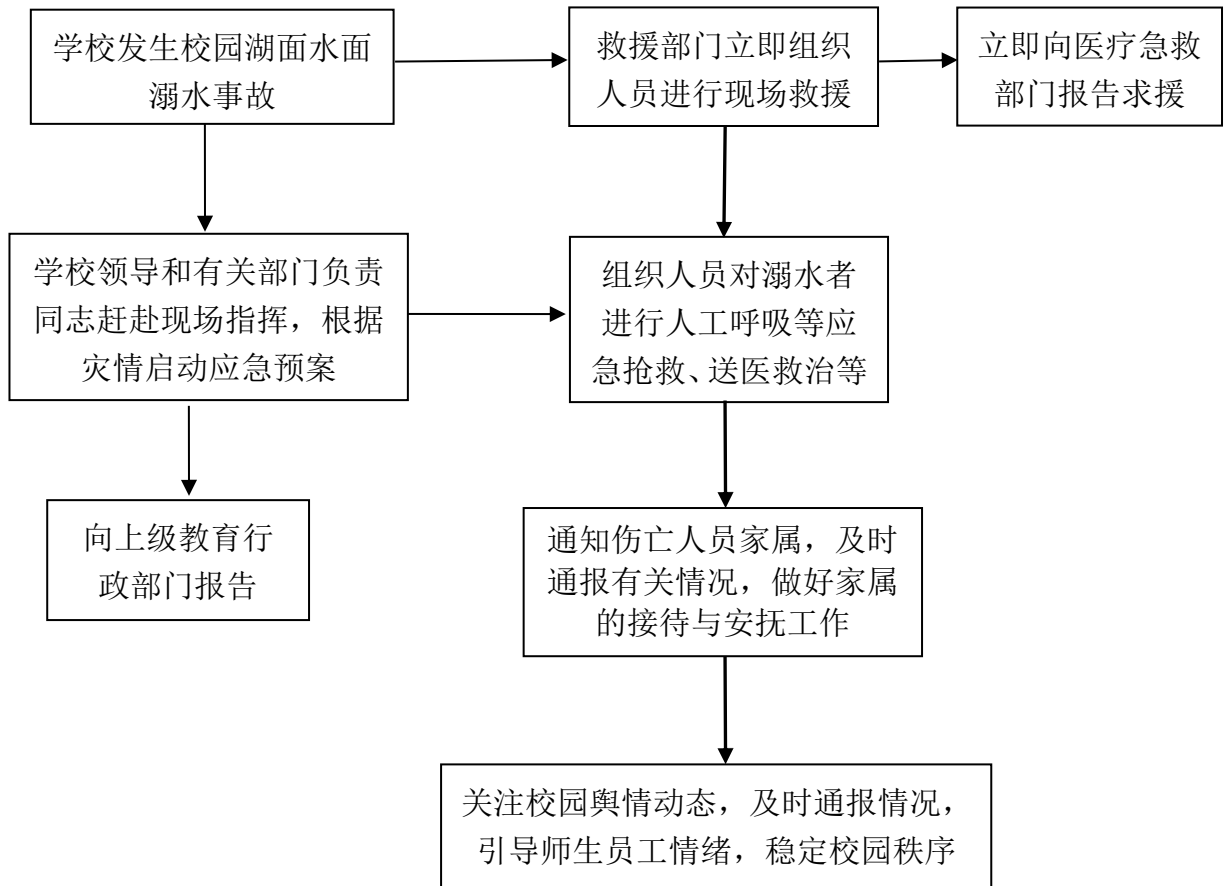 学校发生校园湖面水面
溺水事故
救援部门立即组织
人员进行现场救援
立即向医疗急救
部门报告求援
学校领导和有关部门负责
同志赶赴现场指挥，根据
灾情启动应急预案
组织人员对溺水者
进行人工呼吸等应
急抢救、送医救治等
向上级教育行
政部门报告
通知伤亡人员家属，及时
通报有关情况，做好家属
的接待与安抚工作
关注校园舆情动态，及时通报情况，
引导师生员工情绪，稳定校园秩序